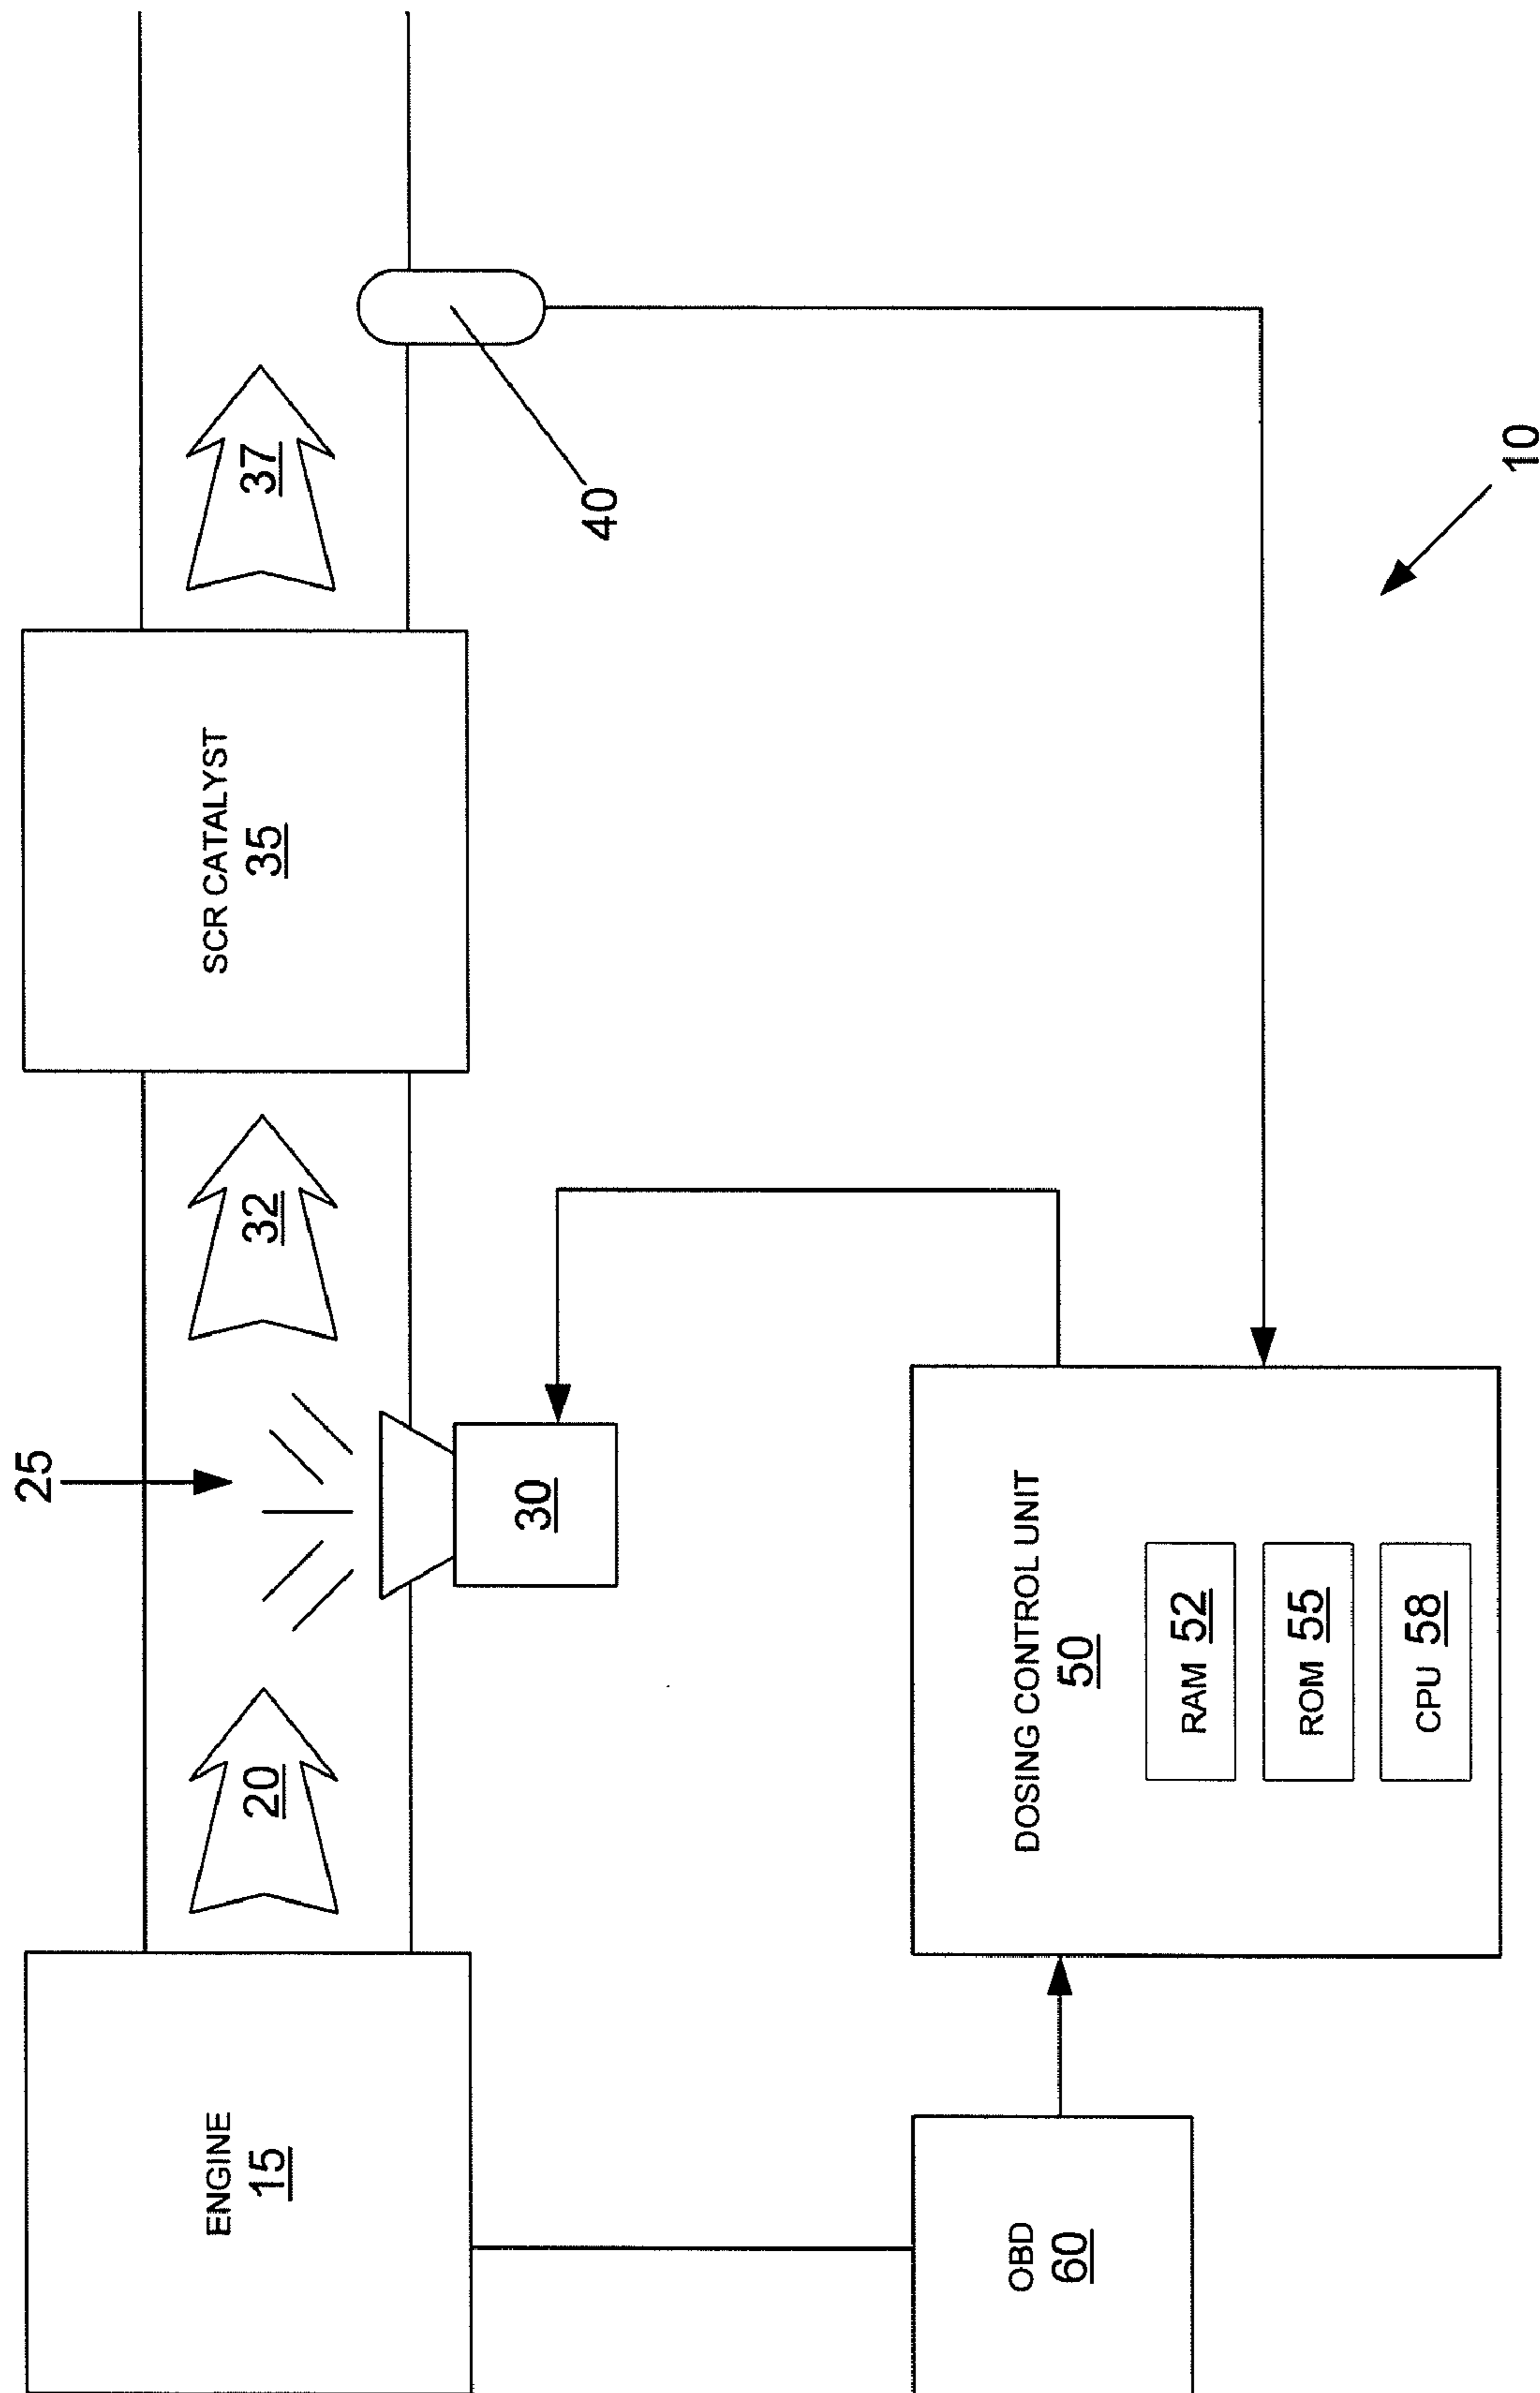 25
ENGINE
15
20
32
SCR CATALYST
35
37
30
40
OBD
60
DOSING CONTROL UNIT
50
RAM 52
ROM 55
CPU 58
10